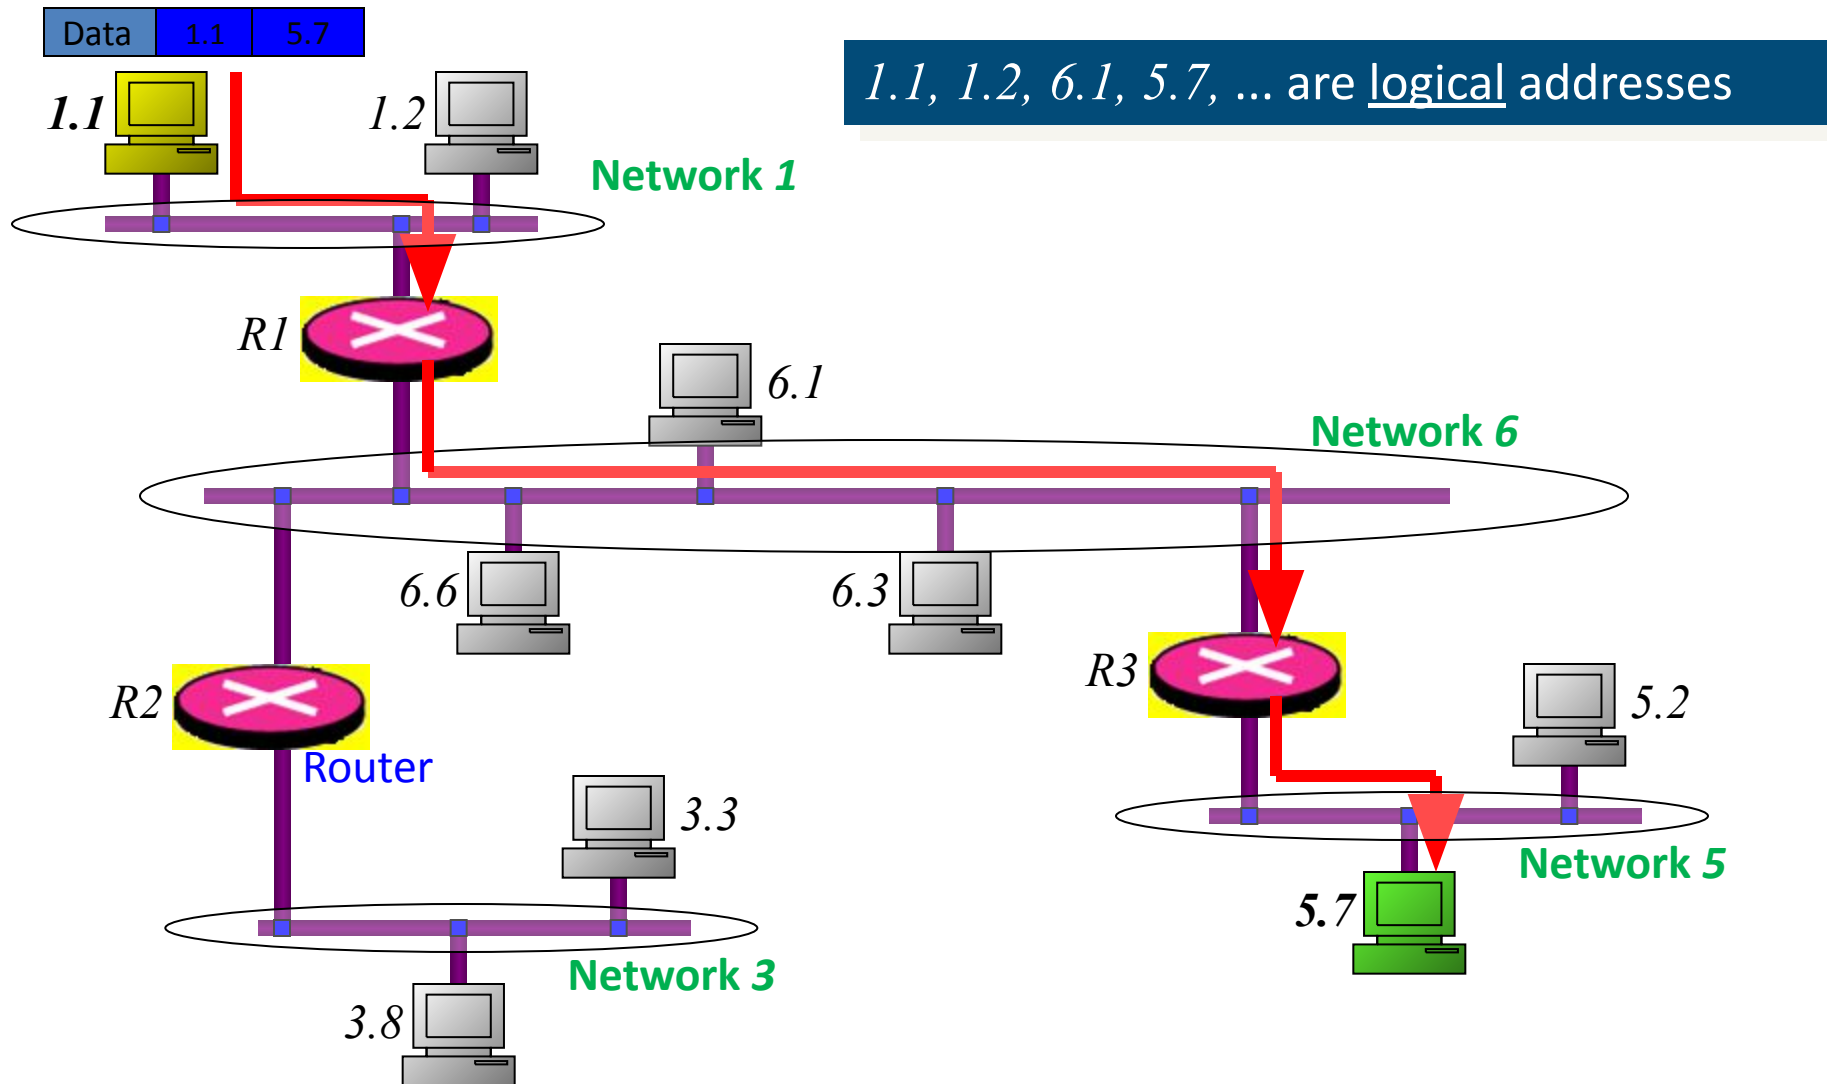 Data 1.1 5.7
1.1, 1.2, 6.1, 5.7, ... are logical addresses
1.1
1.2
Network 1
R1
6.1
Network 6
6.6
6.3
R2
Router
R3
5.2
3.3
Network 5
5.7
Network 3
3.8